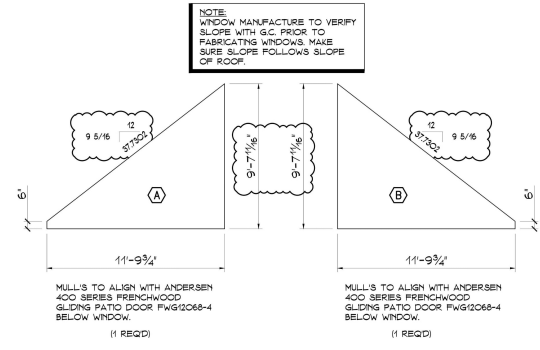 NOTE:
WINDOW MANUFACTURE TO VERIFY
SLOPE WITH G.C. PRIOR TO
FABRICATING WINDOWS. MAKE
SURE SLOPE FOLLOWS SLOPE
OF ROOF.
12
9 5/16
37.7302
A
9'-7 11/16"
6"
11'-9 3/4"
MULL'S TO ALIGN WITH ANDERSEN
400 SERIES FRENCHWOOD
GLIDING PATIO DOOR FWG12068-4
BELOW WINDOW.
(1 REQ'D)
12
37.7302
9 5/16
B
9'-7 11/16"
6"
11'-9 3/4"
MULL'S TO ALIGN WITH ANDERSEN
400 SERIES FRENCHWOOD
GLIDING PATIO DOOR FWG12068-4
BELOW WINDOW.
(1 REQ'D)